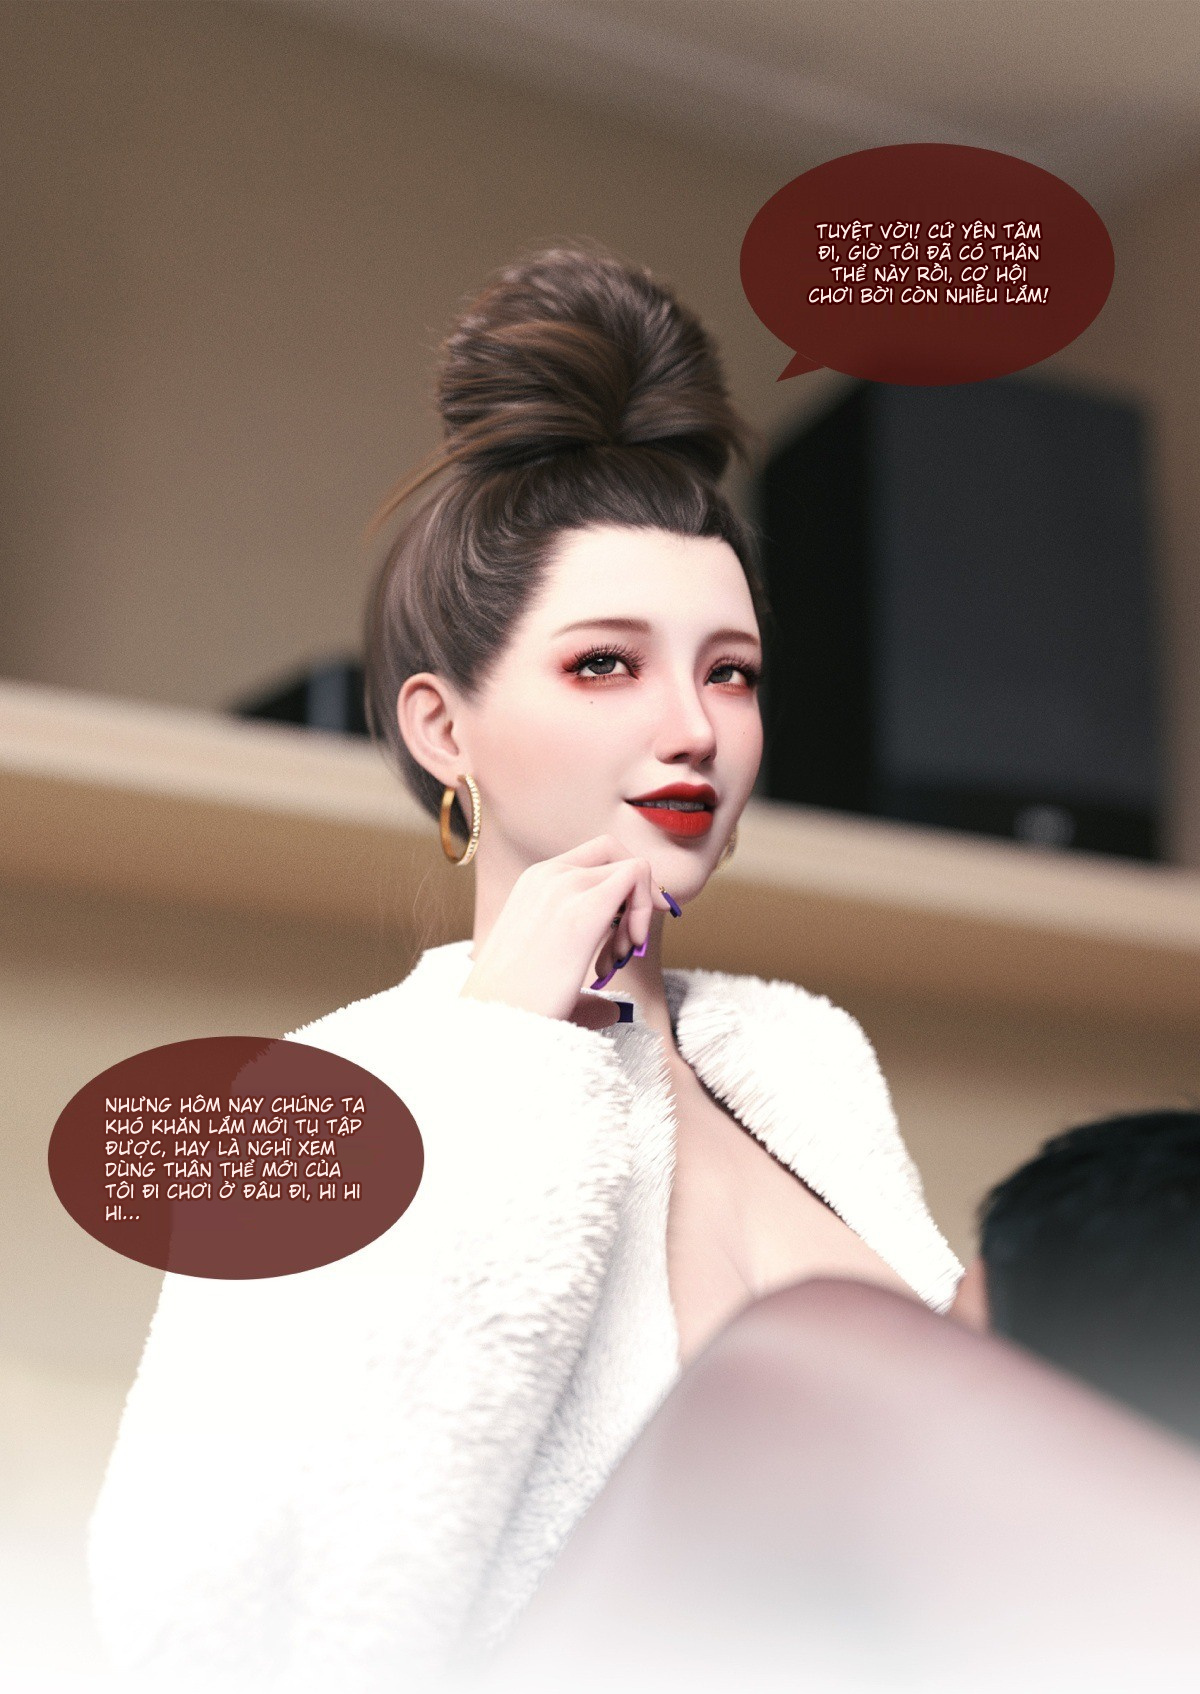 TUYỆT VỜI! CỨ YÊN TÂM
ĐI, GIỜ TÔI ĐÃ CÓ THÂN
THỂ NÀY RỒI, CƠ HỘI
CHƠI BỜI CÒN NHIỀU LẮM!
NHƯNG HÔM NAY CHÚNG TA
KHÓ KHĂN LẮM MỚI TỤ TẬP
ĐƯỢC, HAY LÀ NGHĨ XEM
DÙNG THÂN THỂ MỚI CỦA
TÔI ĐI CHƠI Ở ĐÂU ĐI, HI HI
HI...